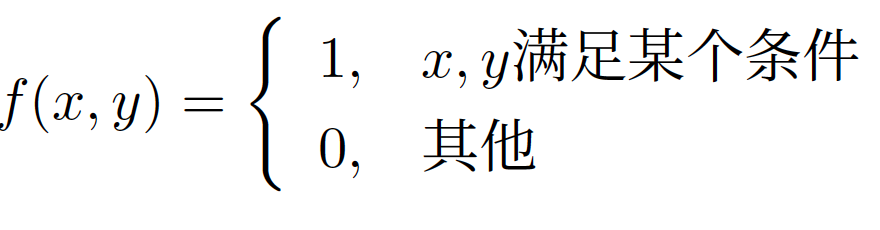 f(x, y) = { 1, x, y满足某个条件
0, 其他